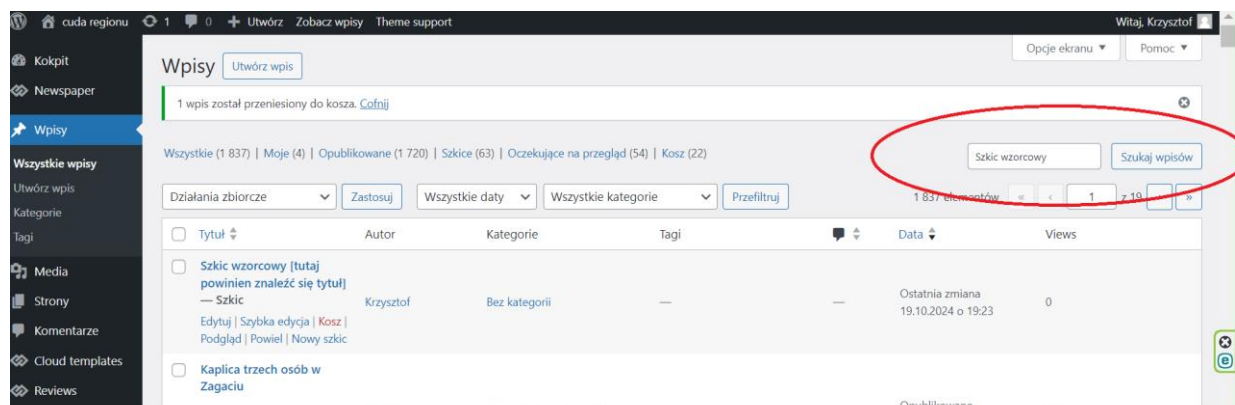 cuda regionu 1 0 + Utwórz Zobacz wpisy Theme support Witaj, Krzysztof
Opcje ekranu Pomoc
Kokpit
Newspaper
Wpisy
Wszystkie wpisy
Utwórz wpis
Kategorie
Tagi
Media
Strony
Komentarze
Cloud templates
Reviews
Wpisy Utwórz wpis
1 wpis został przeniesiony do kosza. Cofnij
Wszystkie (1 837) | Moje (4) | Opublikowane (1 720) | Szkice (63) | Oczekujące na przegląd (54) | Kosz (22)
Szkic wzorcowy Szukaj wpisów
Działania zbiorcze Zastosuj Wszystkie daty Wszystkie kategorie Przefiltruj 1 837 elementów « ‹ 1 z 19 »
Tytuł Autor Kategorie Tagi Data Views
Szkic wzorcowy [tutaj
powinien znaleźć się tytuł]
— Szkic
Krzysztof Bez kategorii — — Ostatnia zmiana 0
19.10.2024 o 19:23
Edytuj | Szybka edycja | Kosz |
Podgląd | Powiel | Nowy szkic
Kaplica trzech osób w
Zagaciu